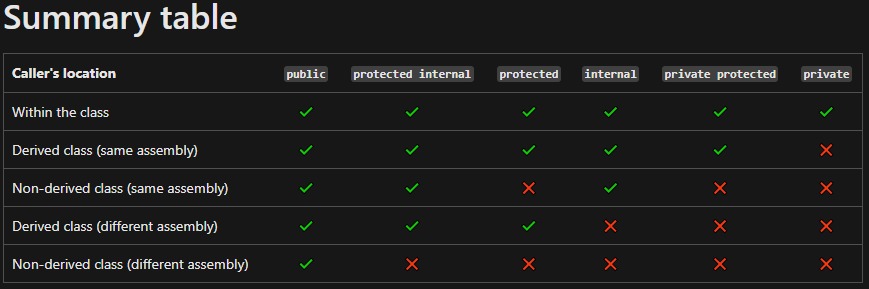 Summary table
Caller's location public protected internal protected internal private protected private
Within the class ✓ ✓ ✓ ✓ ✓ ✓
Derived class (same assembly) ✓ ✓ ✓ ✓ ✓ ✗
Non-derived class (same assembly) ✓ ✓ ✗ ✓ ✗ ✗
Derived class (different assembly) ✓ ✓ ✓ ✗ ✗ ✗
Non-derived class (different assembly) ✓ ✗ ✗ ✗ ✗ ✗